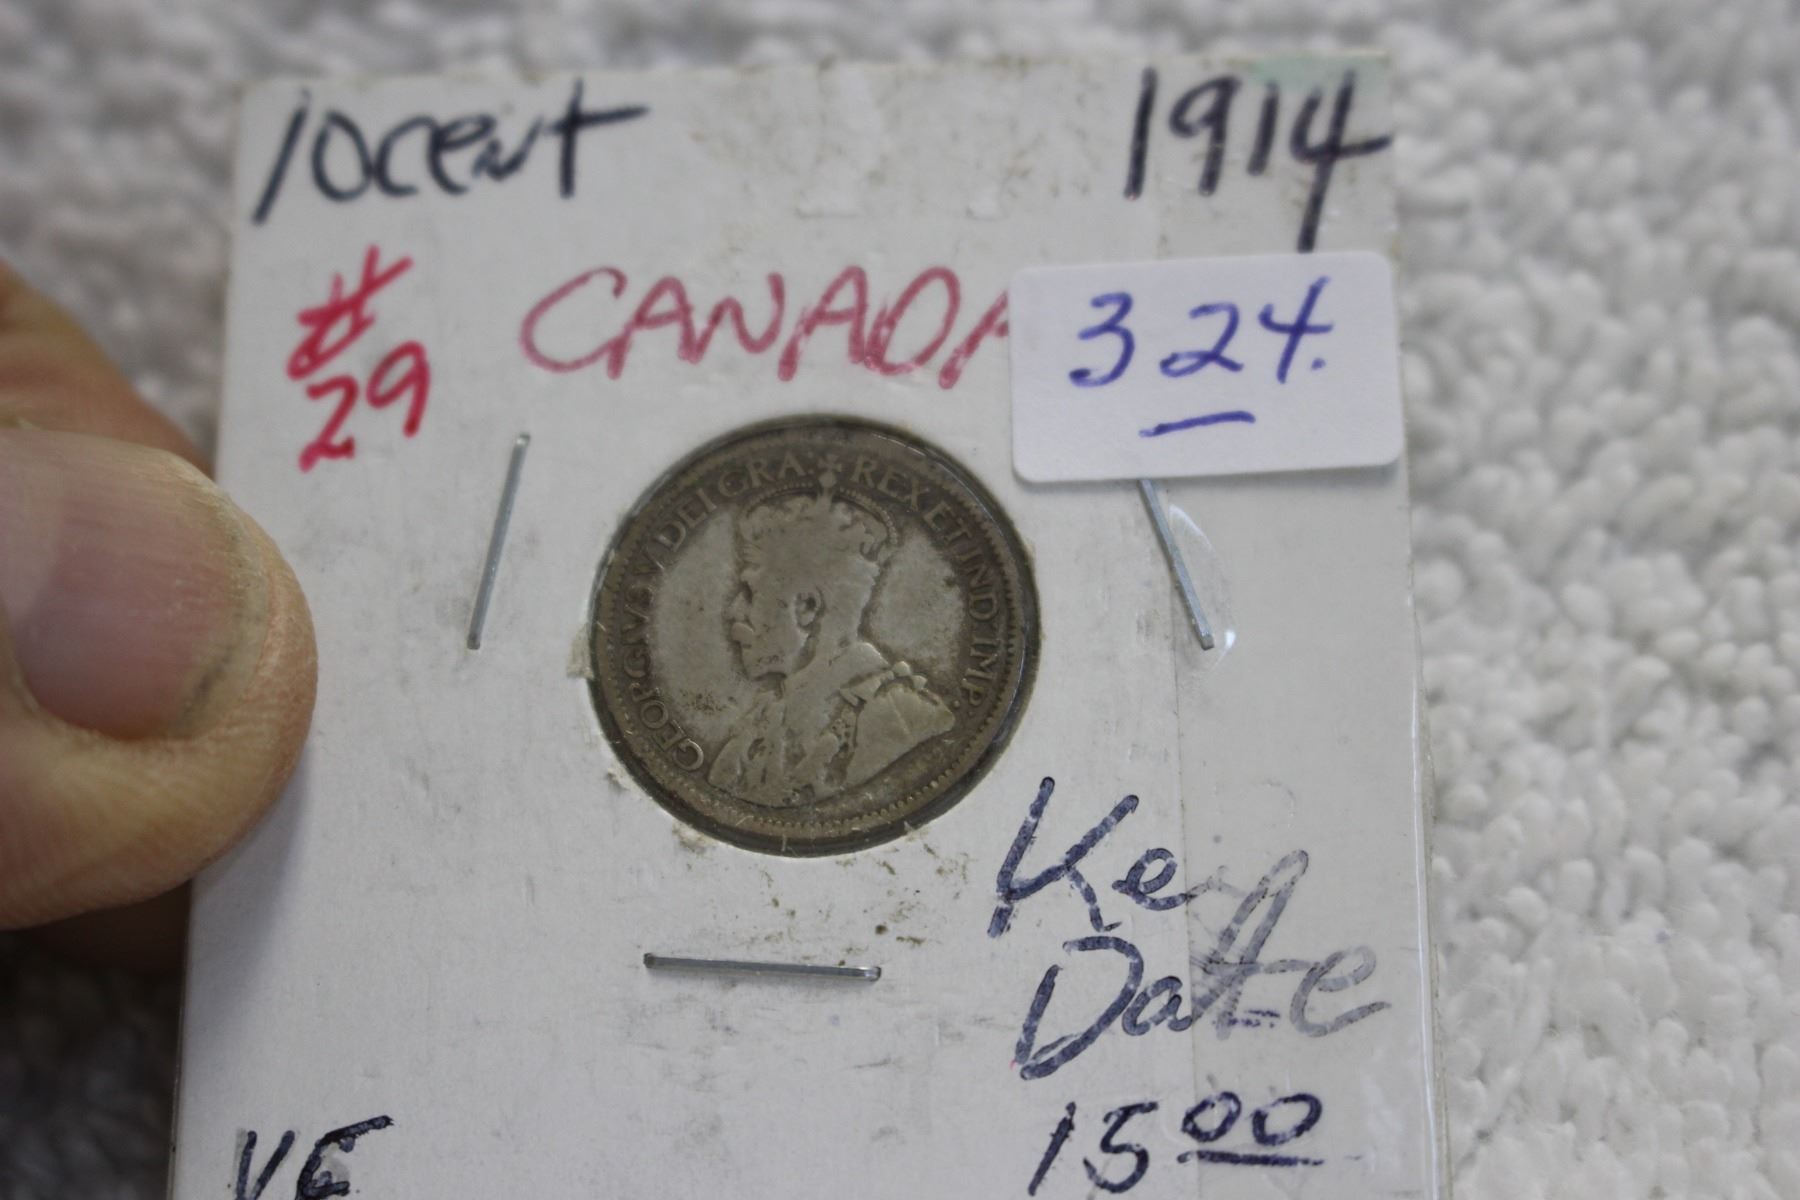 10cent 1914
#29 CANADA 324.
GEORGIVS V DEI GRA: REX ET IND: IMP:
Key
Date
15 00
VF